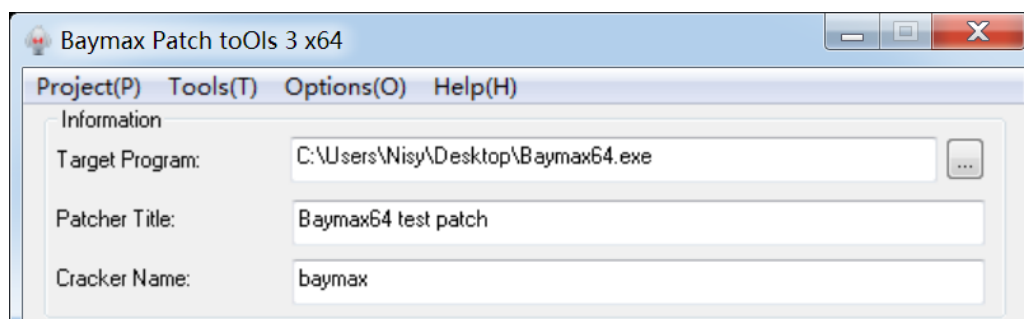 Baymax Patch toOls 3 x64
Project(P) Tools(T) Options(O) Help(H)
Information
Target Program: C:\Users\Nisy\Desktop\Baymax64.exe ...
Patcher Title: Baymax64 test patch
Cracker Name: baymax